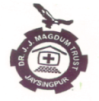 DR. J. J. MAGDUM TRUST
JAYSINGPUR